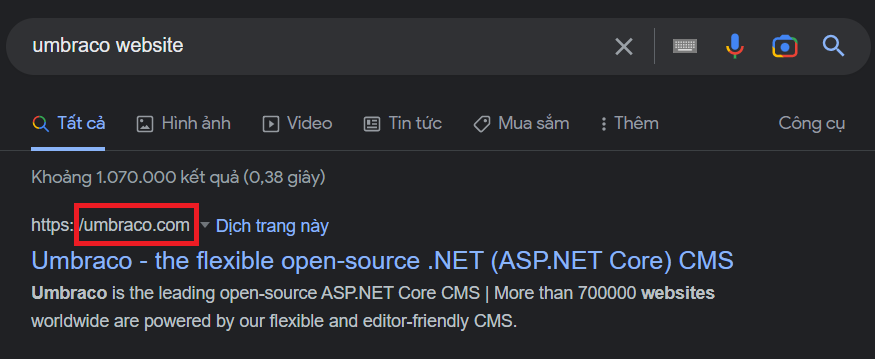 umbraco website
Tất cả Hình ảnh Video Tin tức Mua sắm Thêm Công cụ
Khoảng 1.070.000 kết quả (0,38 giây)
https://umbraco.com Dịch trang này
Umbraco - the flexible open-source .NET (ASP.NET Core) CMS
Umbraco is the leading open-source ASP.NET Core CMS | More than 700000 websites
worldwide are powered by our flexible and editor-friendly CMS.